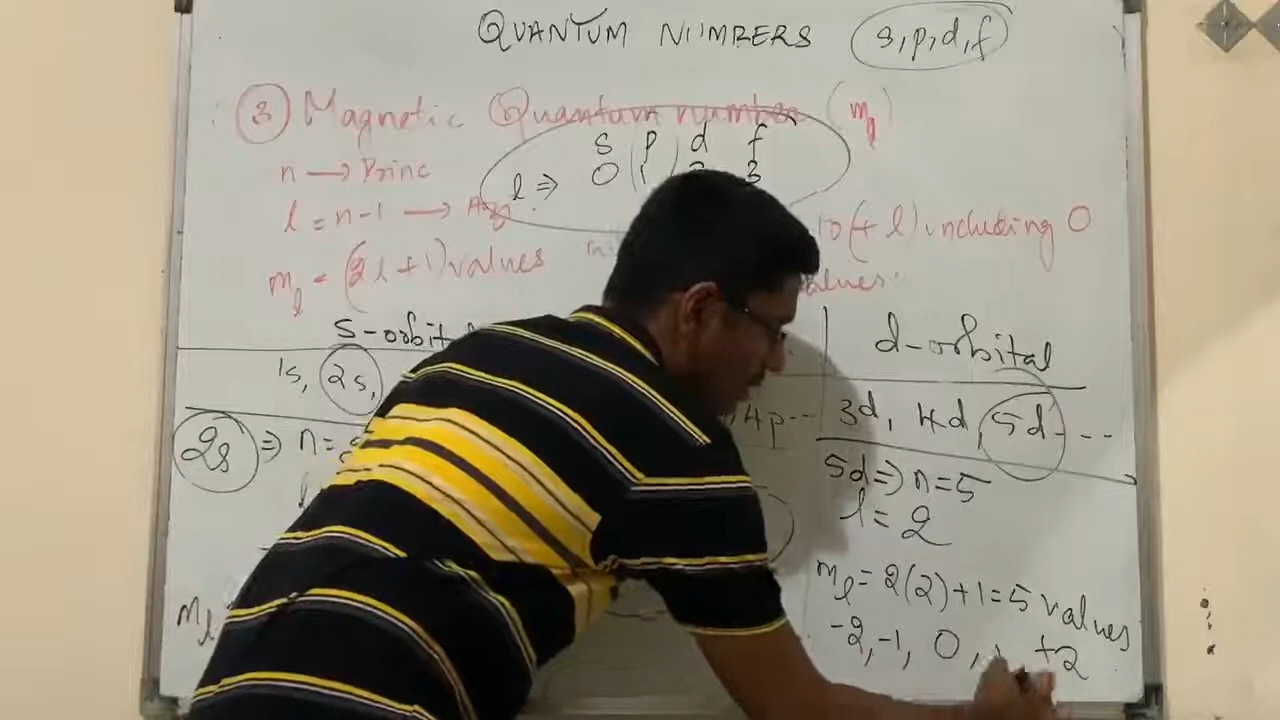 QUANTUM NUMBERS s,p,d,f
3 Magnetic Quantum number (ml)
s p d f
n → Princ
l ⇒ 0 1 3
l = n-1 → Azg.
to (+l) including 0
ml = (2l+1) values
values.
s-orbital
d-orbital
1s, 2s,
, 4p---
3d, 4d, 5d ---
2s ⇒ n=
5d ⇒ n=5
l = 2
ml = 2(2)+1=5 values
ml
-2, -1, 0, +2